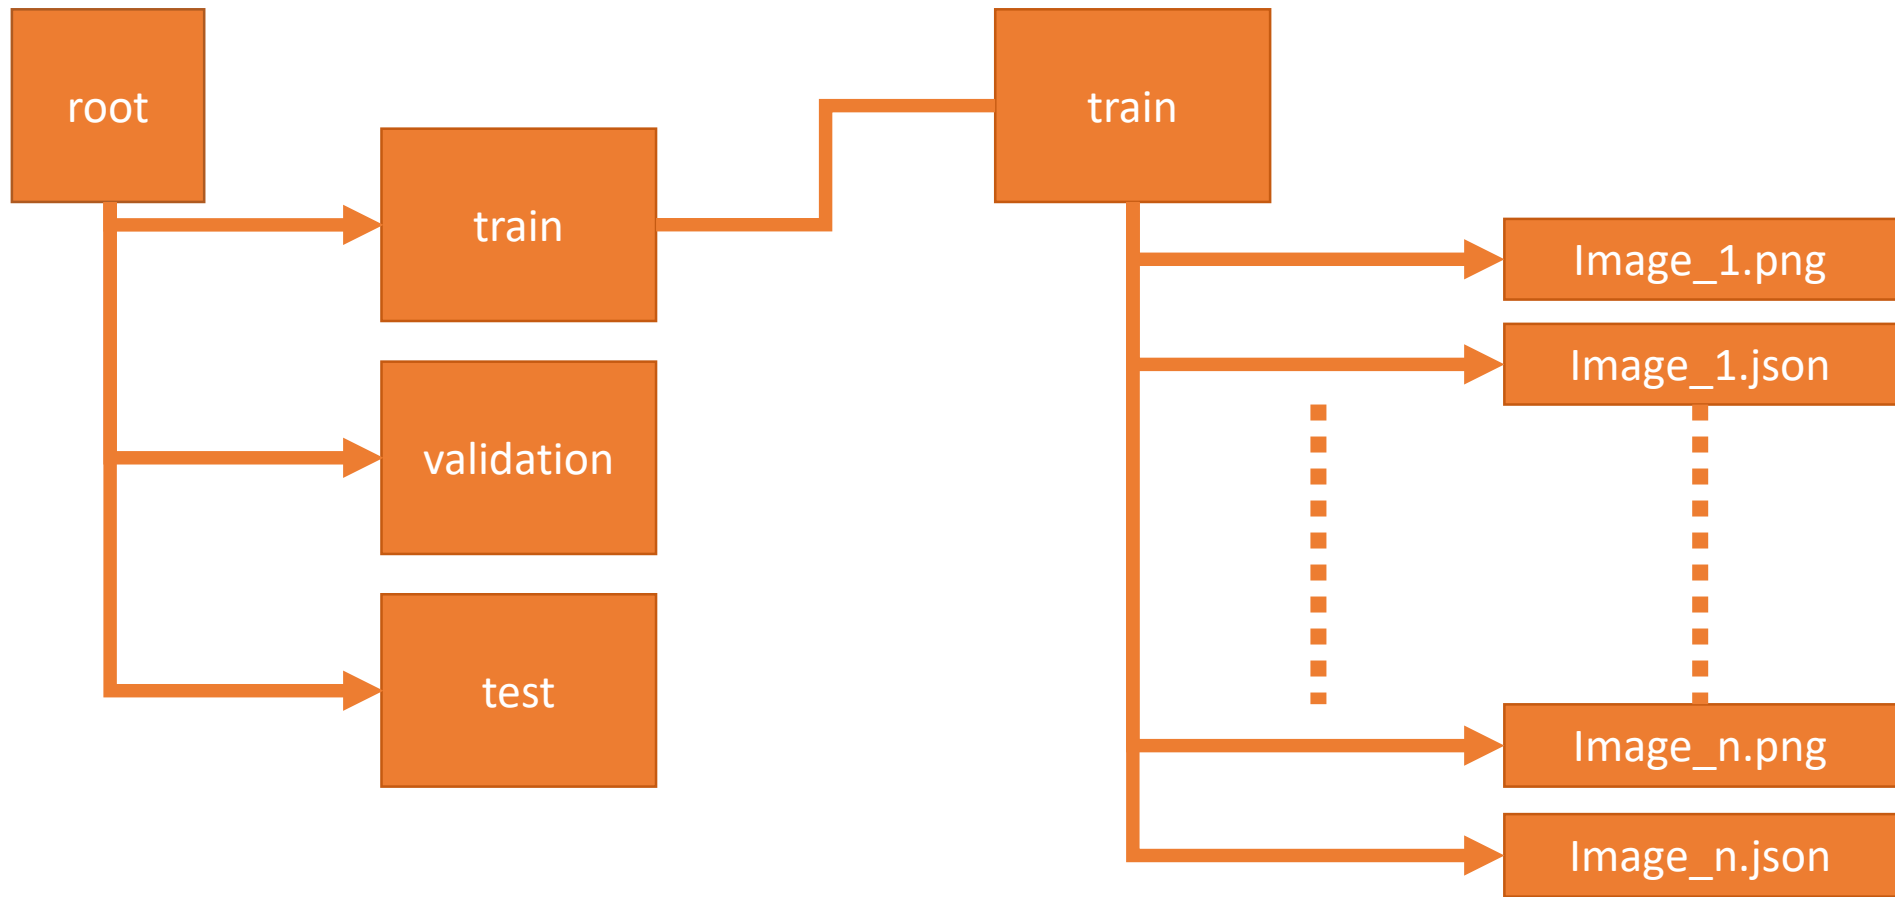 root
train
validation
test
train
Image_1.png
Image_1.json
Image_n.png
Image_n.json